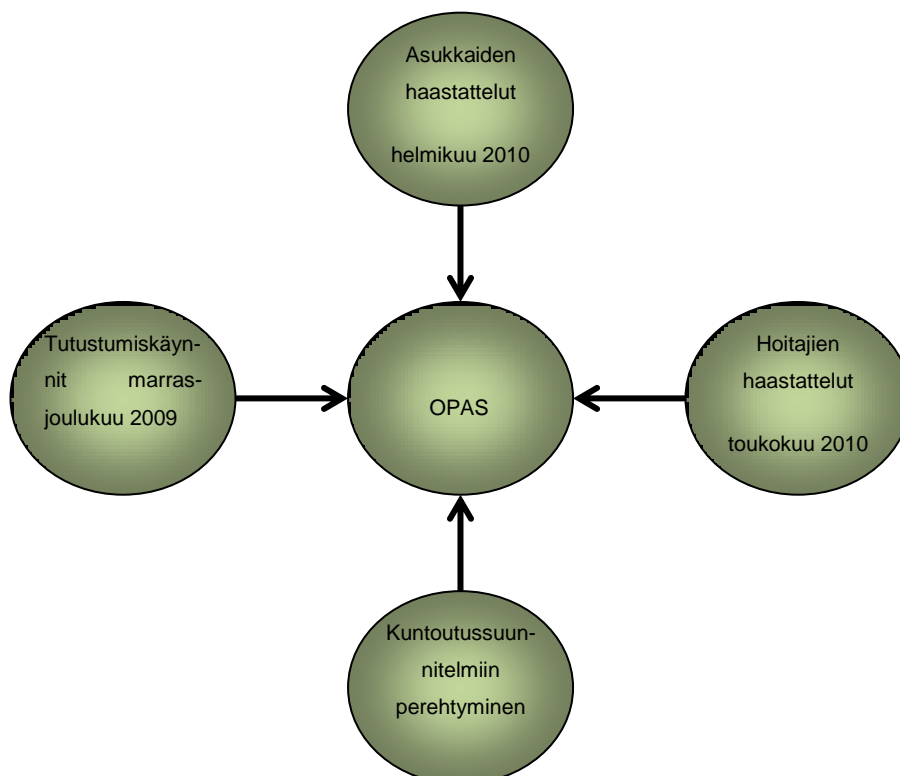 Asukkaiden
haastattelut
helmikuu 2010
Tutustumiskäyn-
nit marras-
joulukuu 2009
OPAS
Hoitajien
haastattelut
toukokuu 2010
Kuntoutussuun-
nitelmiin
perehtyminen